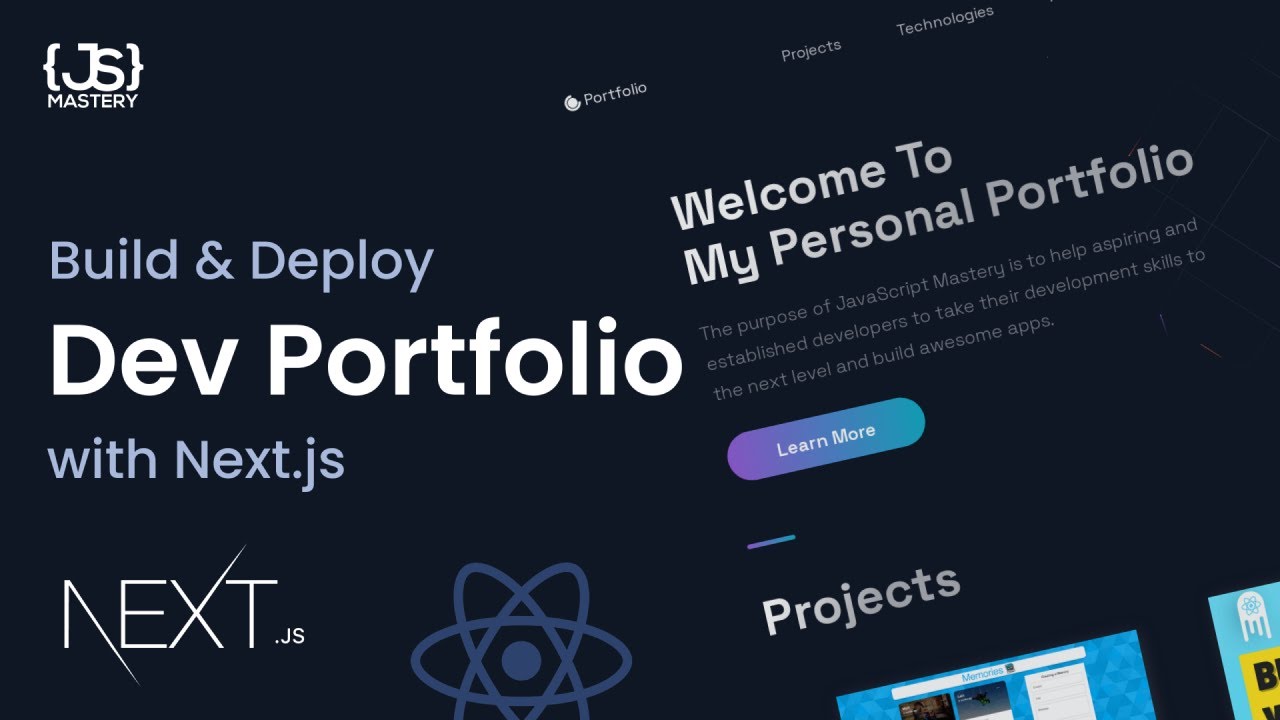 {JS}
MASTERY
Build & Deploy
Dev Portfolio
with Next.js
NEXT.JS
Portfolio
Projects
Technologies
Welcome To
My Personal Portfolio
The purpose of JavaScript Mastery is to help aspiring and
established developers to take their development skills to
the next level and build awesome apps.
Learn More
Projects
Memories